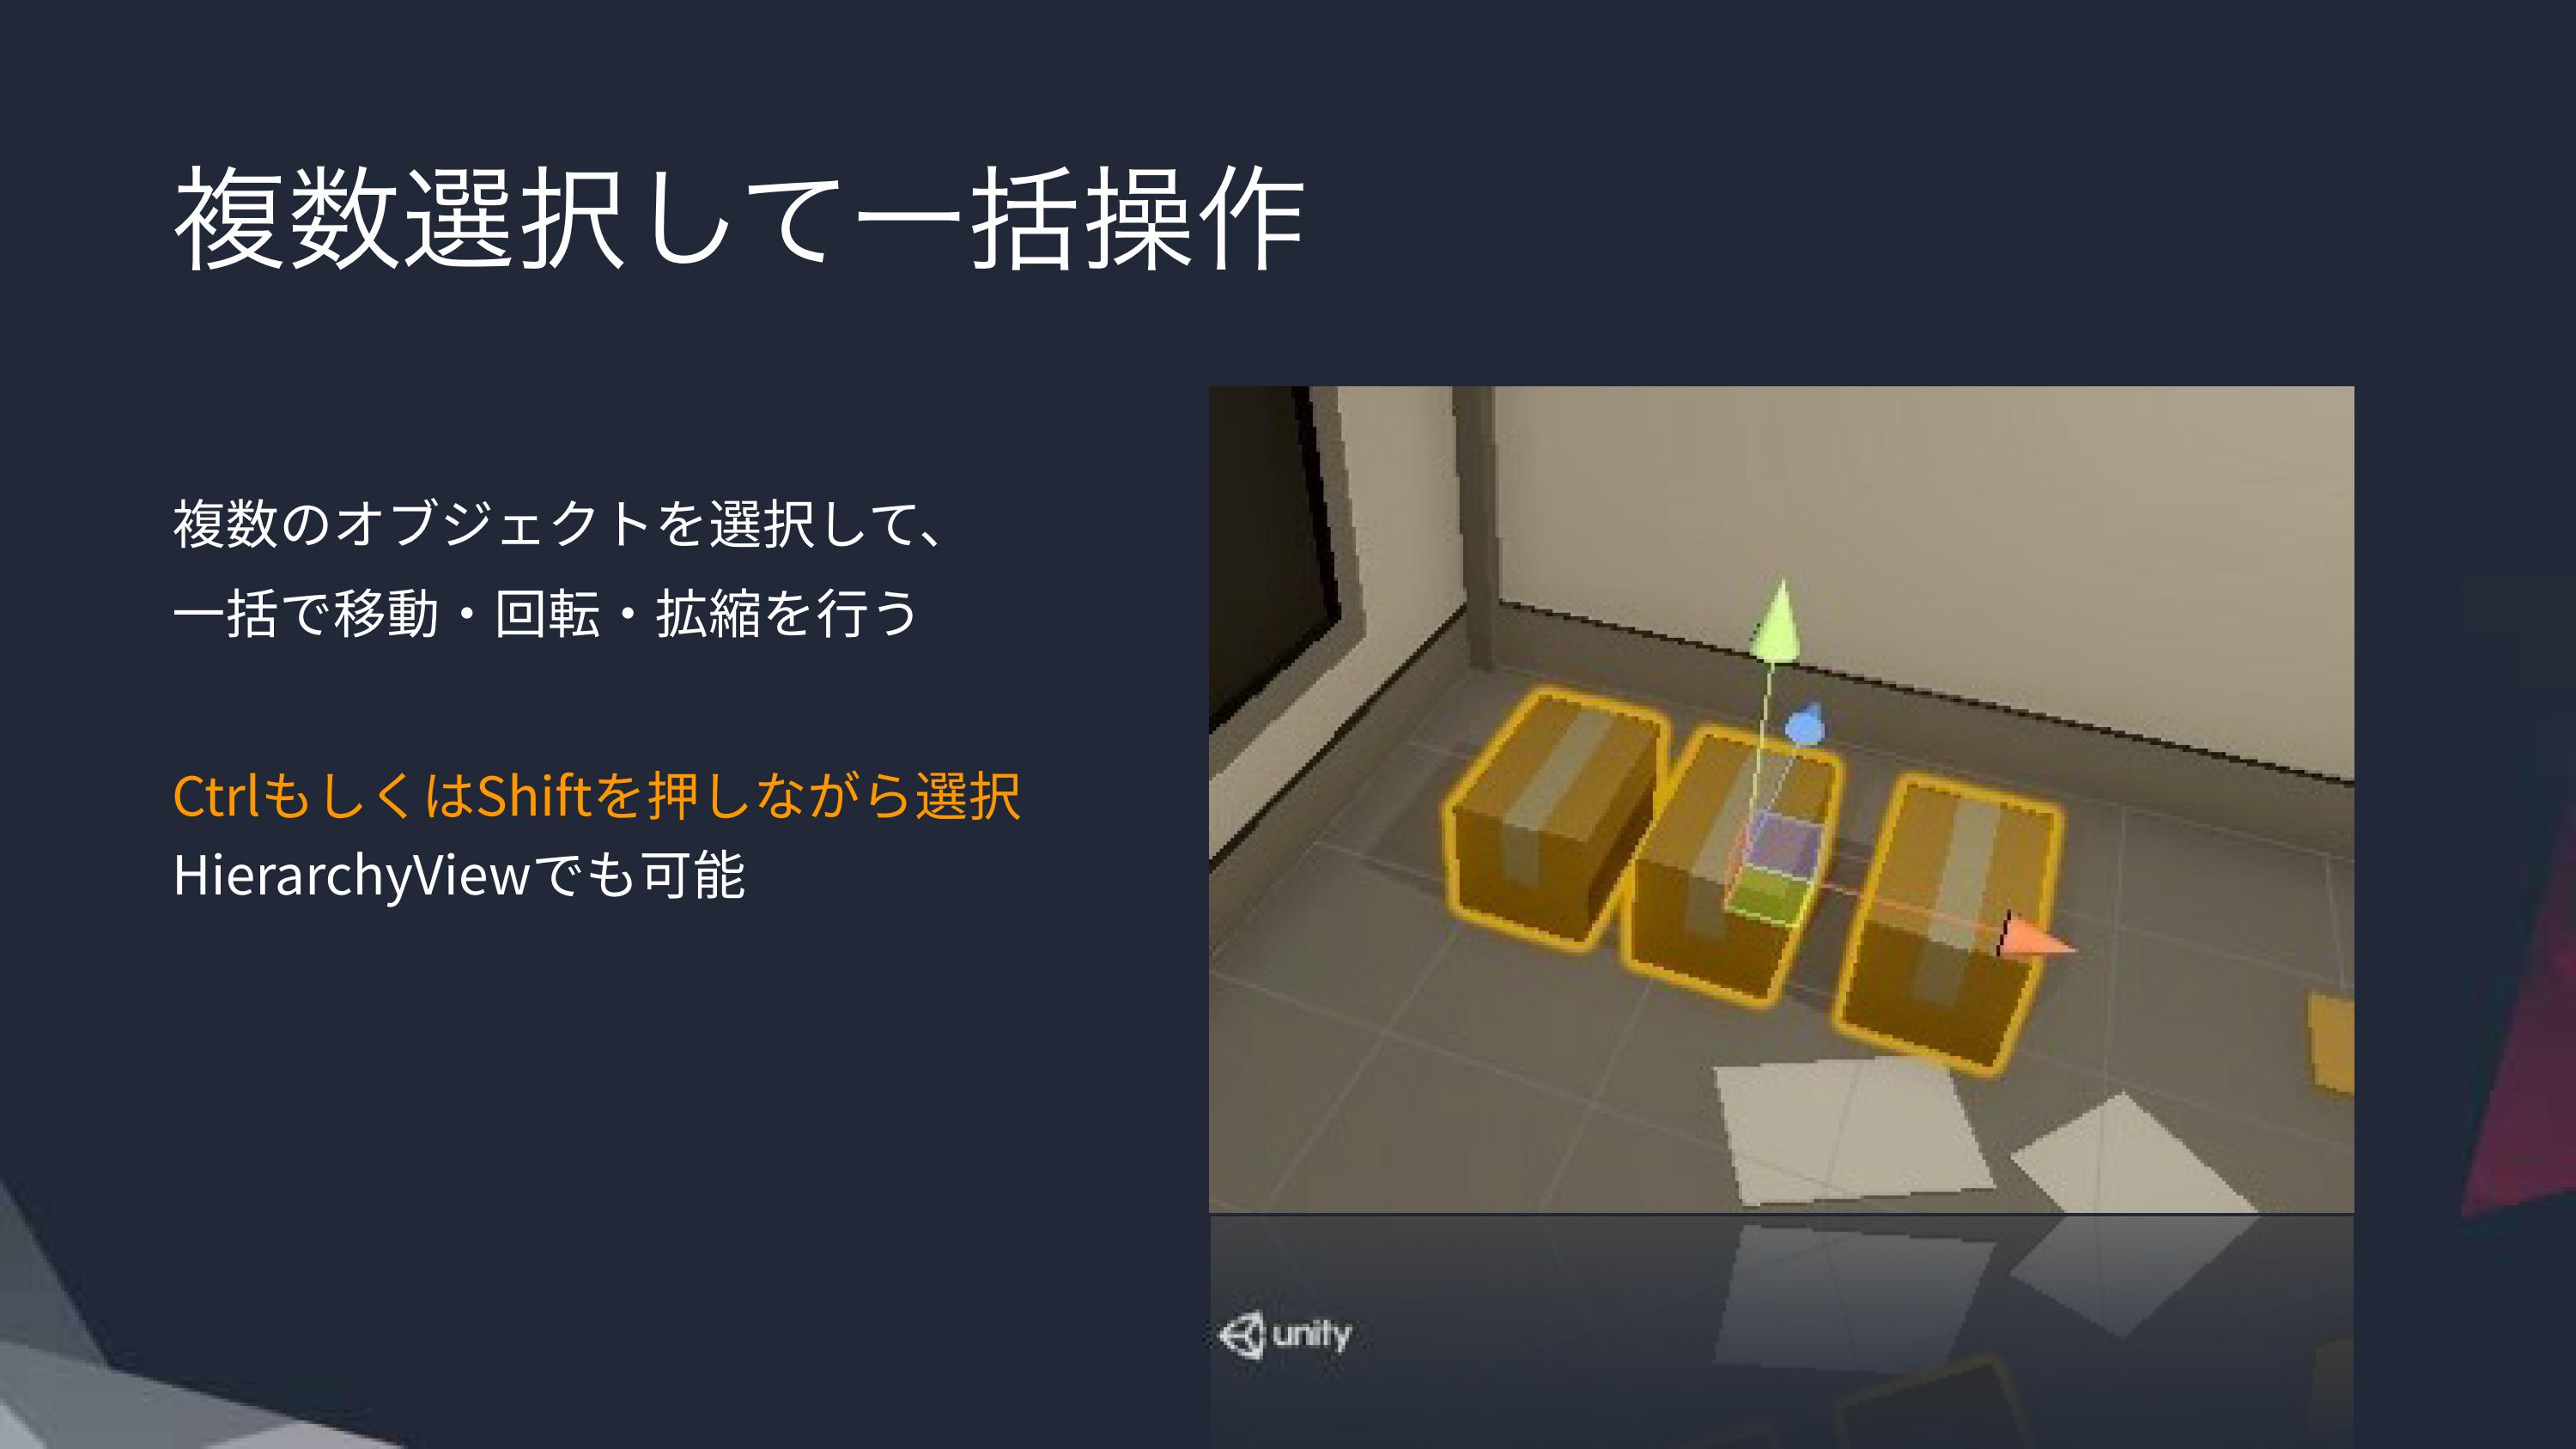 複数選択して一括操作
複数のオブジェクトを選択して、
一括で移動・回転・拡縮を行う
CtrlもしくはShiftを押しながら選択
HierarchyViewでも可能
unity